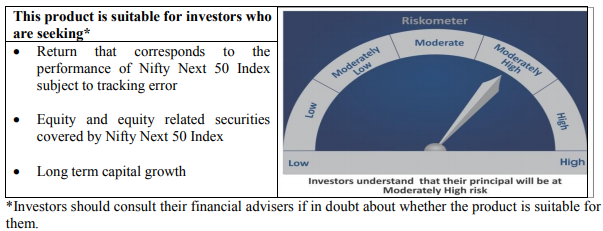 This product is suitable for investors who
are seeking*
• Return that corresponds to the
performance of Nifty Next 50 Index
subject to tracking error
• Equity and equity related securities
covered by Nifty Next 50 Index
• Long term capital growth
Riskometer
Low
Moderately
Low
Moderate
Moderately
High
High
Low
High
Investors understand that their principal will be at
Moderately High risk
*Investors should consult their financial advisers if in doubt about whether the product is suitable for
them.